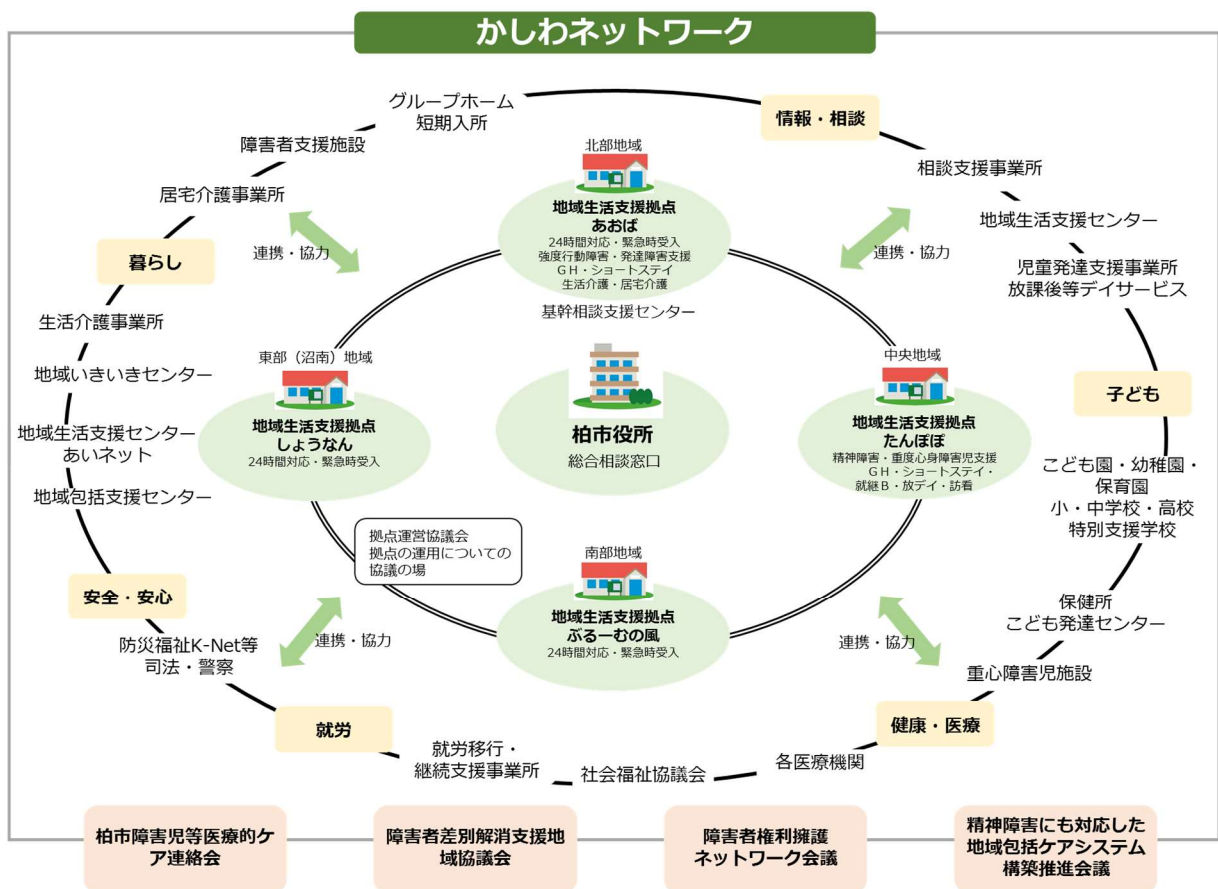 かしわネットワーク
グループホーム
短期入所
情報・相談
障害者支援施設
北部地域
相談支援事業所
居宅介護事業所
地域生活支援拠点
あおば
24時間対応・緊急時受入
強度行動障害・発達障害支援
GH・ショートステイ
生活介護・居宅介護
地域生活支援センター
連携・協力
連携・協力
暮らし
児童発達支援事業所
放課後等デイサービス
基幹相談支援センター
生活介護事業所
東部（沼南）地域
中央地域
地域いきいきセンター
子ども
地域生活支援拠点
しょうなん
24時間対応・緊急時受入
柏市役所
総合相談窓口
地域生活支援拠点
たんぽぽ
精神障害・重度心身障害児支援
GH・ショートステイ・
就継B・放デイ・訪看
地域生活支援センター
あいネット
こども園・幼稚園・
保育園
小・中学校・高校
特別支援学校
地域包括支援センター
拠点運営協議会
拠点の運用についての
協議の場
南部地域
安全・安心
地域生活支援拠点
ぶるーむの風
24時間対応・緊急時受入
保健所
こども発達センター
防災福祉K-Net等
司法・警察
連携・協力
連携・協力
重心障害児施設
就労
健康・医療
就労移行・
継続支援事業所
社会福祉協議会
各医療機関
柏市障害児等医療的ケ
ア連絡会
障害者差別解消支援地
域協議会
障害者権利擁護
ネットワーク会議
精神障害にも対応した
地域包括ケアシステム
構築推進会議